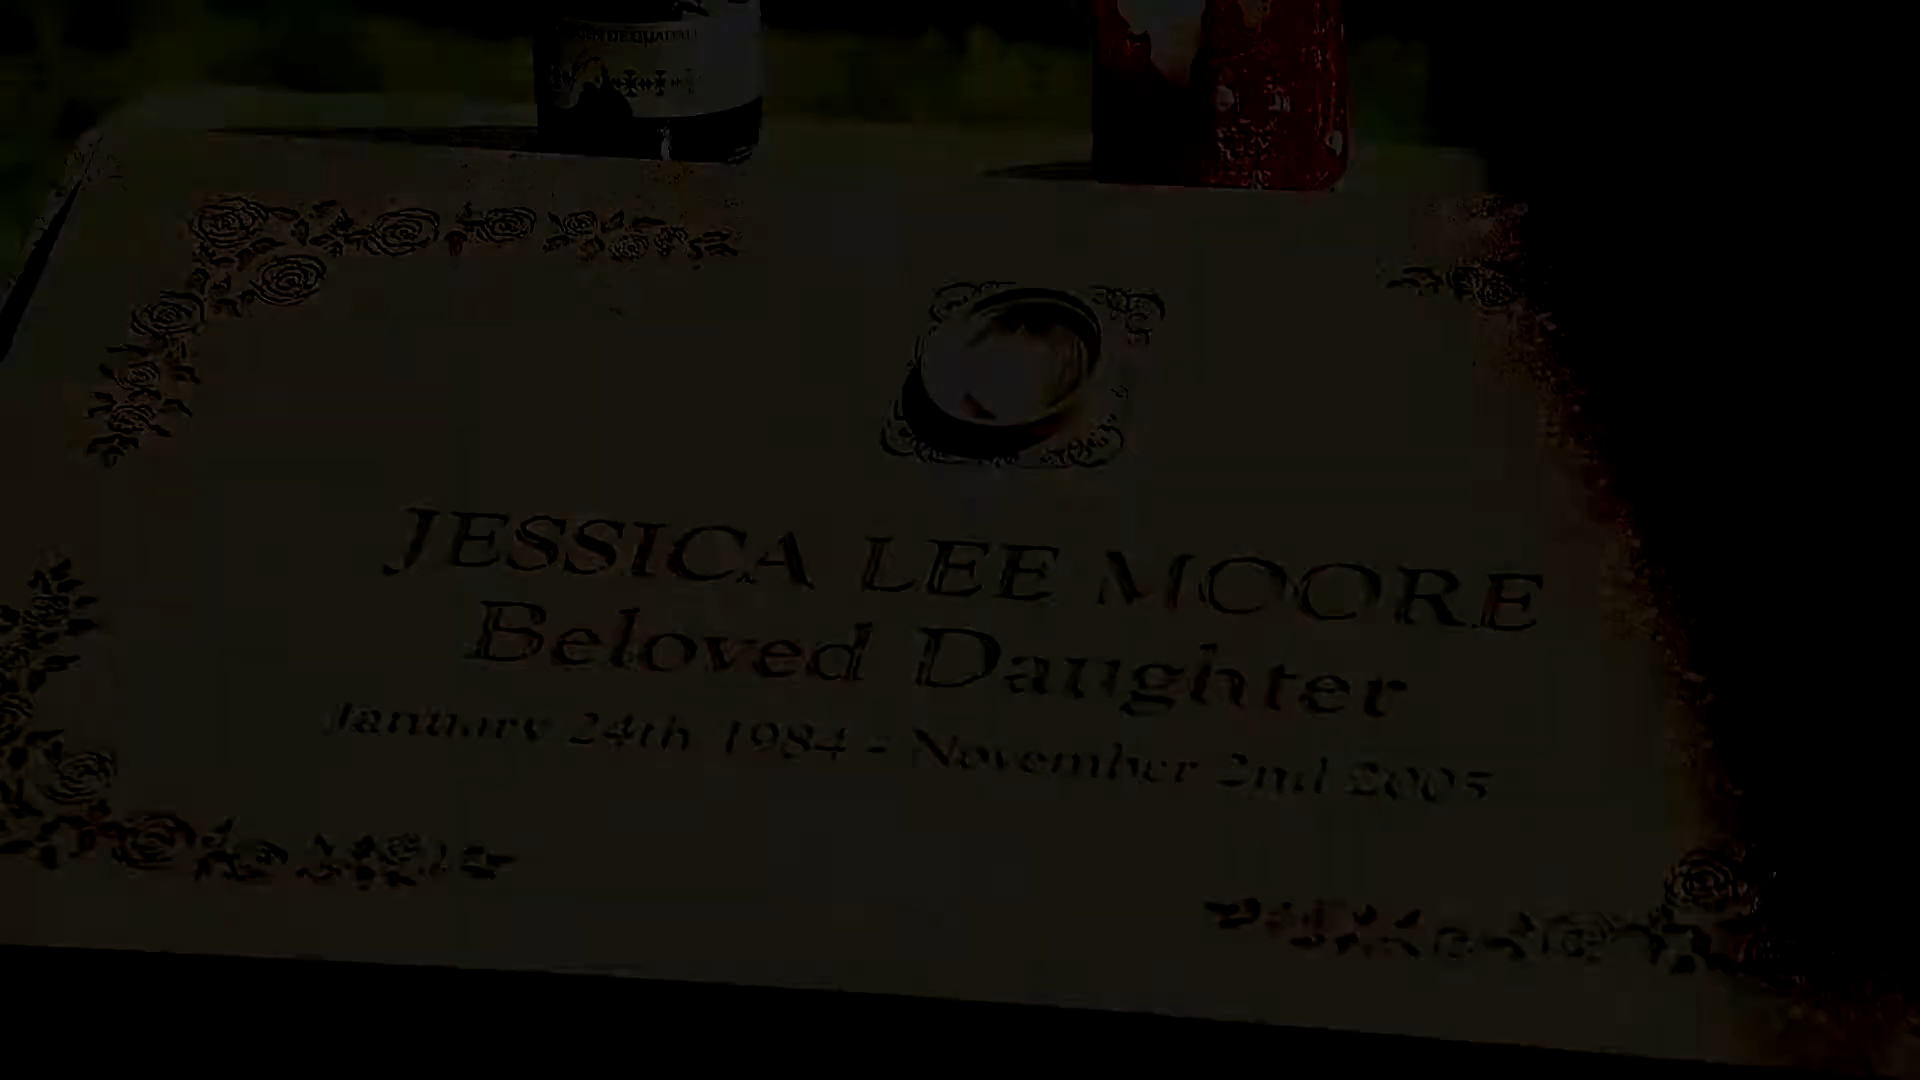 JESSICA LEE MOORE
Beloved Daughter
January 24th 1984 - November 2nd 2005